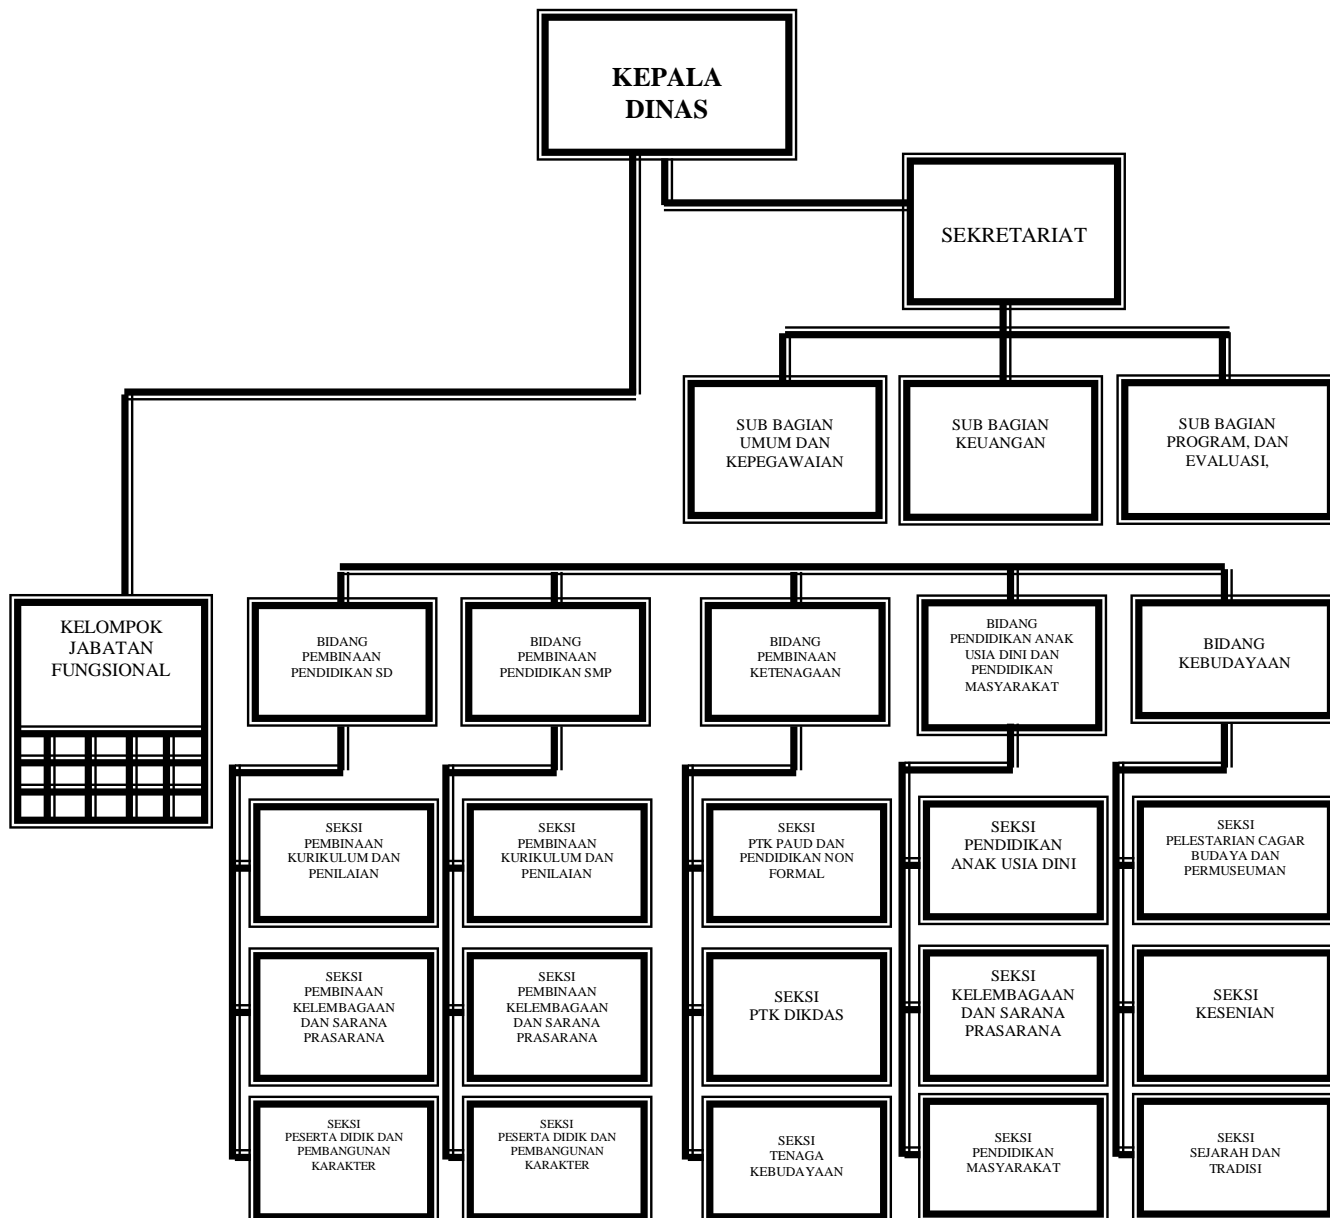 KEPALA
DINAS
SEKRETARIAT
SUB BAGIAN
UMUM DAN
KEPEGAWAIAN
SUB BAGIAN
KEUANGAN
SUB BAGIAN
PROGRAM, DAN
EVALUASI,
KELOMPOK
JABATAN
FUNGSIONAL
BIDANG
PEMBINAAN
PENDIDIKAN SD
BIDANG
PEMBINAAN
PENDIDIKAN SMP
BIDANG
PEMBINAAN
KETENAGAAN
BIDANG
PENDIDIKAN ANAK
USIA DINI DAN
PENDIDIKAN
MASYARAKAT
BIDANG
KEBUDAYAAN
SEKSI
PEMBINAAN
KURIKULUM DAN
PENILAIAN
SEKSI
PEMBINAAN
KURIKULUM DAN
PENILAIAN
SEKSI
PTK PAUD DAN
PENDIDIKAN NON
FORMAL
SEKSI
PENDIDIKAN
ANAK USIA DINI
SEKSI
PELESTARIAN CAGAR
BUDAYA DAN
PERMUSEUMAN
SEKSI
PEMBINAAN
KELEMBAGAAN
DAN SARANA
PRASARANA
SEKSI
PEMBINAAN
KELEMBAGAAN
DAN SARANA
PRASARANA
SEKSI
PTK DIKDAS
SEKSI
KELEMBAGAAN
DAN SARANA
PRASARANA
SEKSI
KESENIAN
SEKSI
PESERTA DIDIK DAN
PEMBANGUNAN
KARAKTER
SEKSI
PESERTA DIDIK DAN
PEMBANGUNAN
KARAKTER
SEKSI
TENAGA
KEBUDAYAAN
SEKSI
PENDIDIKAN
MASYARAKAT
SEKSI
SEJARAH DAN
TRADISI